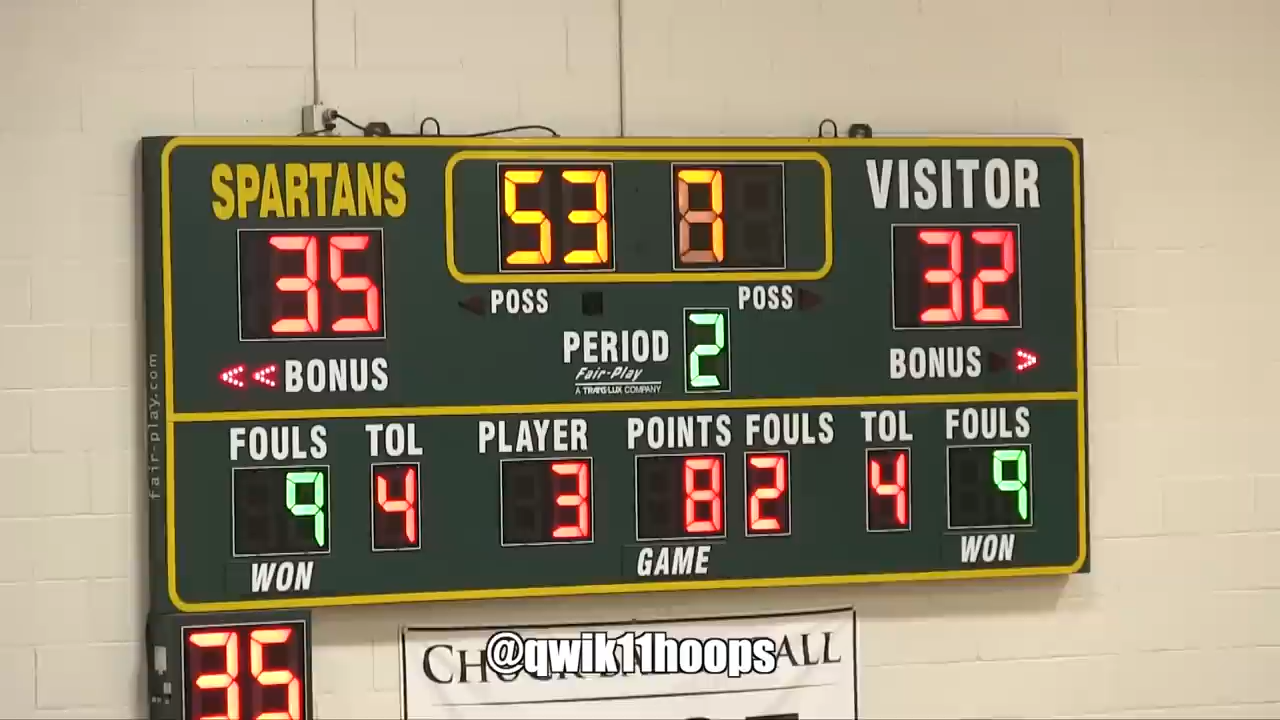 SPARTANS
53 7
VISITOR
35
32
POSS
POSS
PERIOD 2
Fair-Play
A TRANS-LUX COMPANY
BONUS
BONUS
fair-play.com
FOULS TOL PLAYER POINTS FOULS TOL FOULS
9 4 3 8 2 4 9
WON
GAME
WON
35
@qwik11hoops